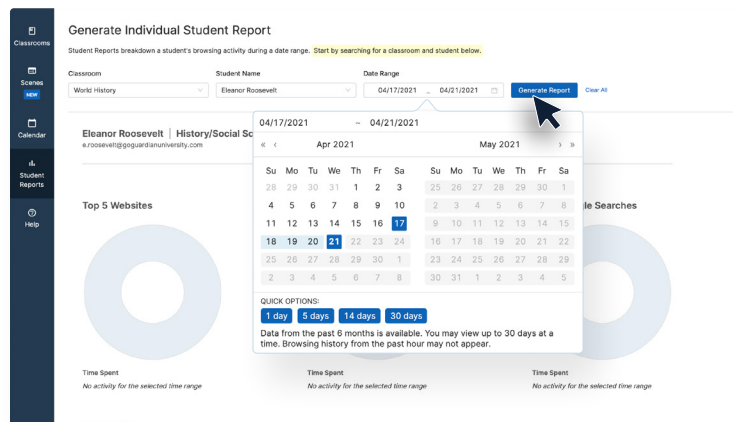 Classrooms
Scenes
NEW
Calendar
Student
Reports
Help
Generate Individual Student Report
Student Reports breakdown a student's browsing activity during a date range. Start by searching for a classroom and student below.
Classroom Student Name Date Range
World History Eleanor Roosevelt 04/17/2021 – 04/21/2021 Generate Report Clear All
Eleanor Roosevelt | History/Social Sc
e.roosevelt@goguardianuniversity.com
04/17/2021 ~ 04/21/2021
« ‹ Apr 2021 May 2021 › »
Su Mo Tu We Th Fr Sa Su Mo Tu We Th Fr Sa
28 29 30 31 1 2 3 25 26 27 28 29 30 1
4 5 6 7 8 9 10 2 3 4 5 6 7 8
11 12 13 14 15 16 17 9 10 11 12 13 14 15
18 19 20 21 22 23 24 16 17 18 19 20 21 22
25 26 27 28 29 30 1 23 24 25 26 27 28 29
2 3 4 5 6 7 8 30 31 1 2 3 4 5
QUICK OPTIONS:
1 day 5 days 14 days 30 days
Data from the past 6 months is available. You may view up to 30 days at a
time. Browsing history from the past hour may not appear.
Top 5 Websites
le Searches
Time Spent Time Spent Time Spent
No activity for the selected time range No activity for the selected time range No activity for the selected time range